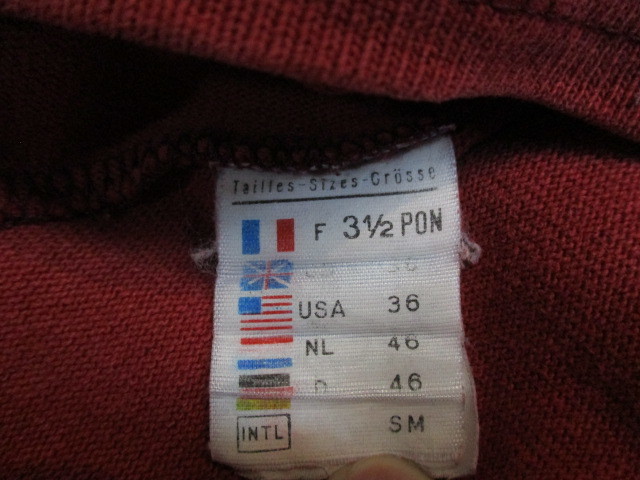 Tailles-Sizes-Grösse
F 3½ PON
USA 36
NL 46
D 46
INTL SM